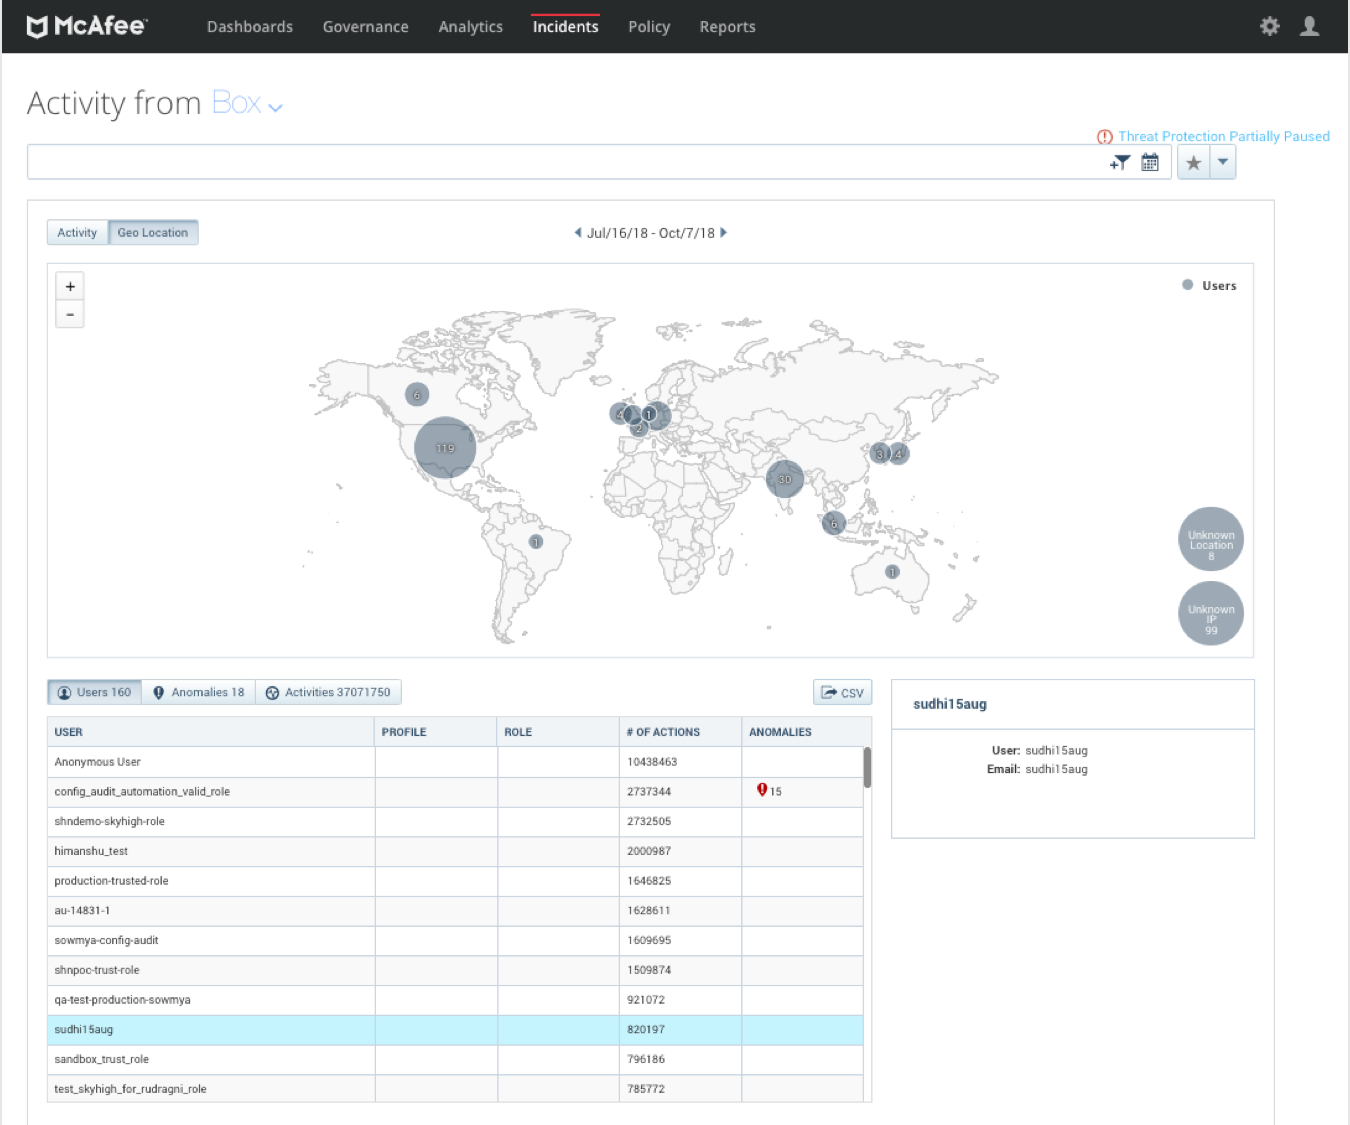 McAfee™
Dashboards Governance Analytics Incidents Policy Reports
Activity from Box
Threat Protection Partially Paused
Activity Geo Location
Jul/16/18 - Oct/7/18
+
-
Users
6
4 1
2
119
3 4
30
6
1
1
Unknown
Location
8
Unknown
IP
99
Users 160 Anomalies 18 Activities 37071750
CSV
USER PROFILE ROLE # OF ACTIONS ANOMALIES
Anonymous User 10438463
config_audit_automation_valid_role 2737344 15
shndemo-skyhigh-role 2732505
himanshu_test 2000987
production-trusted-role 1646825
au-14831-1 1628611
sowmya-config-audit 1609695
shnpoc-trust-role 1509874
qa-test-production-sowmya 921072
sudhi15aug 820197
sandbox_trust_role 796186
test_skyhigh_for_rudragni_role 785772
sudhi15aug
User: sudhi15aug
Email: sudhi15aug